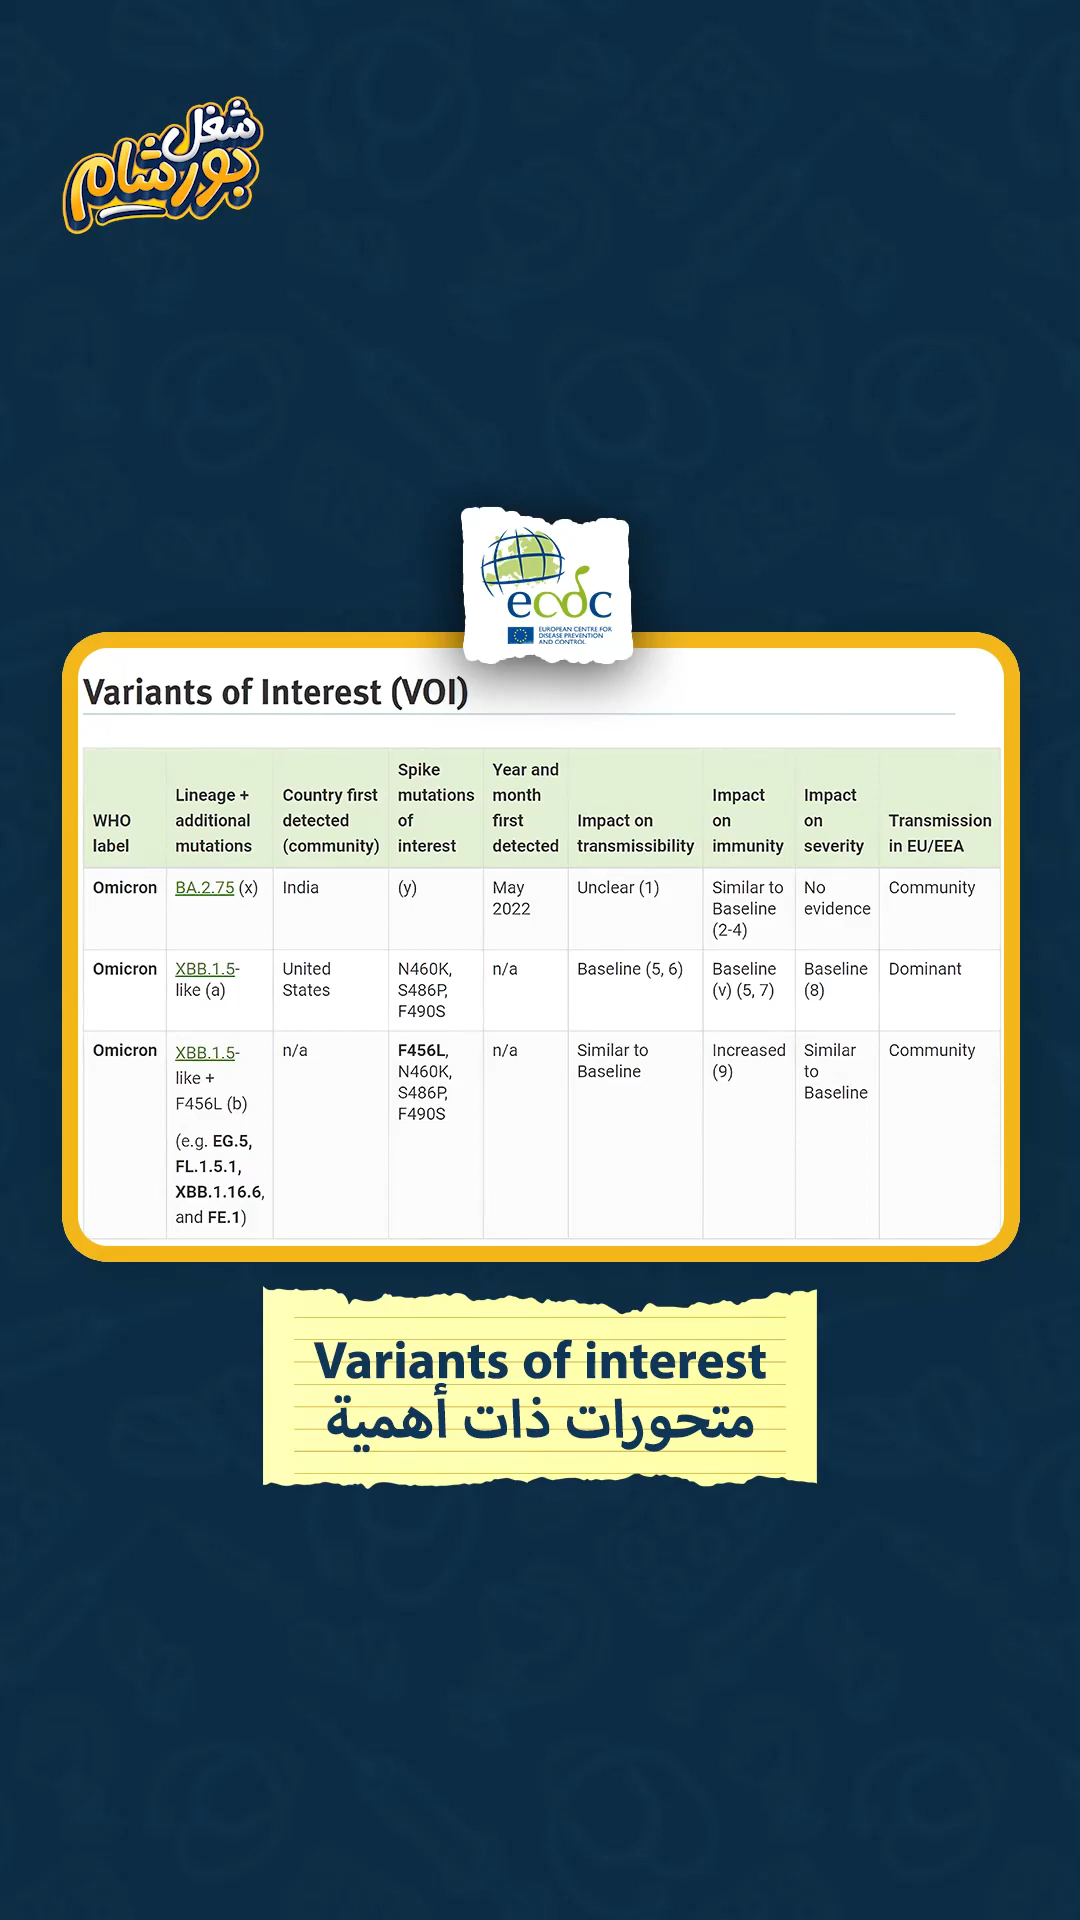 شغل
بورشام
ecdc
EUROPEAN CENTRE FOR
DISEASE PREVENTION
AND CONTROL
Variants of Interest (VOI)
WHO label | Lineage + additional mutations | Country first detected (community) | Spike mutations of interest | Year and month first detected | Impact on transmissibility | Impact on immunity | Impact on severity | Transmission in EU/EEA
Omicron | BA.2.75 (x) | India | (y) | May 2022 | Unclear (1) | Similar to Baseline (2-4) | No evidence | Community
Omicron | XBB.1.5-like (a) | United States | N460K, S486P, F490S | n/a | Baseline (5, 6) | Baseline (v) (5, 7) | Baseline (8) | Dominant
Omicron | XBB.1.5-like + F456L (b) (e.g. EG.5, FL.1.5.1, XBB.1.16.6, and FE.1) | n/a | F456L, N460K, S486P, F490S | n/a | Similar to Baseline | Increased (9) | Similar to Baseline | Community
Variants of interest
متحورات ذات أهمية